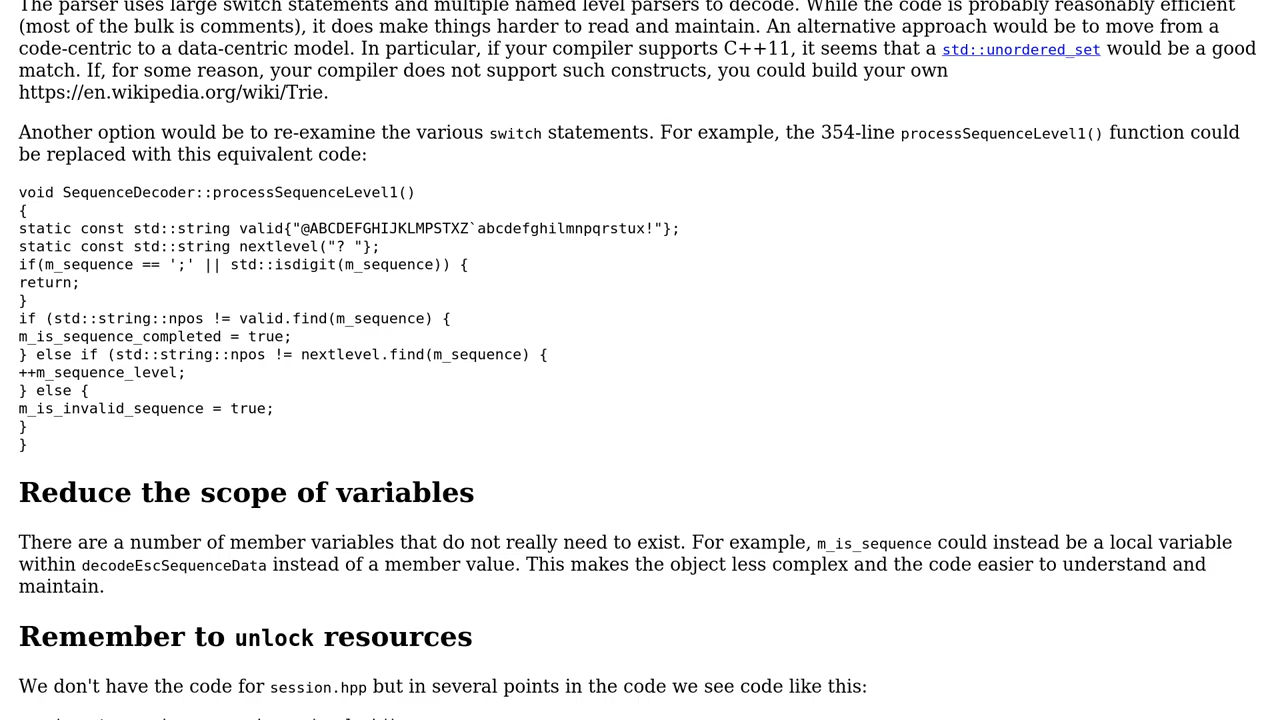 The parser uses large switch statements and multiple named level parsers to decode. While the code is probably reasonably efficient
(most of the bulk is comments), it does make things harder to read and maintain. An alternative approach would be to move from a
code-centric to a data-centric model. In particular, if your compiler supports C++11, it seems that a std::unordered_set would be a good
match. If, for some reason, your compiler does not support such constructs, you could build your own
https://en.wikipedia.org/wiki/Trie.
Another option would be to re-examine the various switch statements. For example, the 354-line processSequenceLevel1() function could
be replaced with this equivalent code:
void SequenceDecoder::processSequenceLevel1()
{
static const std::string valid{"@ABCDEFGHIJKLMPSTXZ`abcdefghilmnpqrstux!"};
static const std::string nextlevel("? "};
if(m_sequence == ';' || std::isdigit(m_sequence)) {
return;
}
if (std::string::npos != valid.find(m_sequence) {
m_is_sequence_completed = true;
} else if (std::string::npos != nextlevel.find(m_sequence) {
++m_sequence_level;
} else {
m_is_invalid_sequence = true;
}
}
Reduce the scope of variables
There are a number of member variables that do not really need to exist. For example, m_is_sequence could instead be a local variable
within decodeEscSequenceData instead of a member value. This makes the object less complex and the code easier to understand and
maintain.
Remember to unlock resources
We don't have the code for session.hpp but in several points in the code we see code like this: